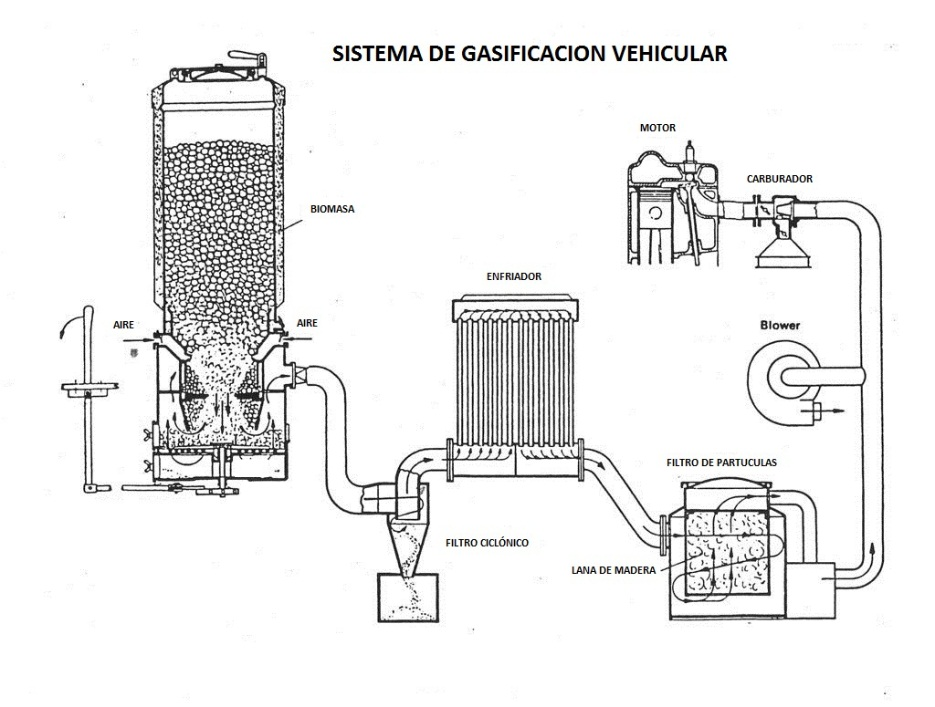 SISTEMA DE GASIFICACION VEHICULAR
MOTOR
CARBURADOR
BIOMASA
ENFRIADOR
AIRE
AIRE
Blower
FILTRO DE PARTUCULAS
FILTRO CICLÓNICO
LANA DE MADERA